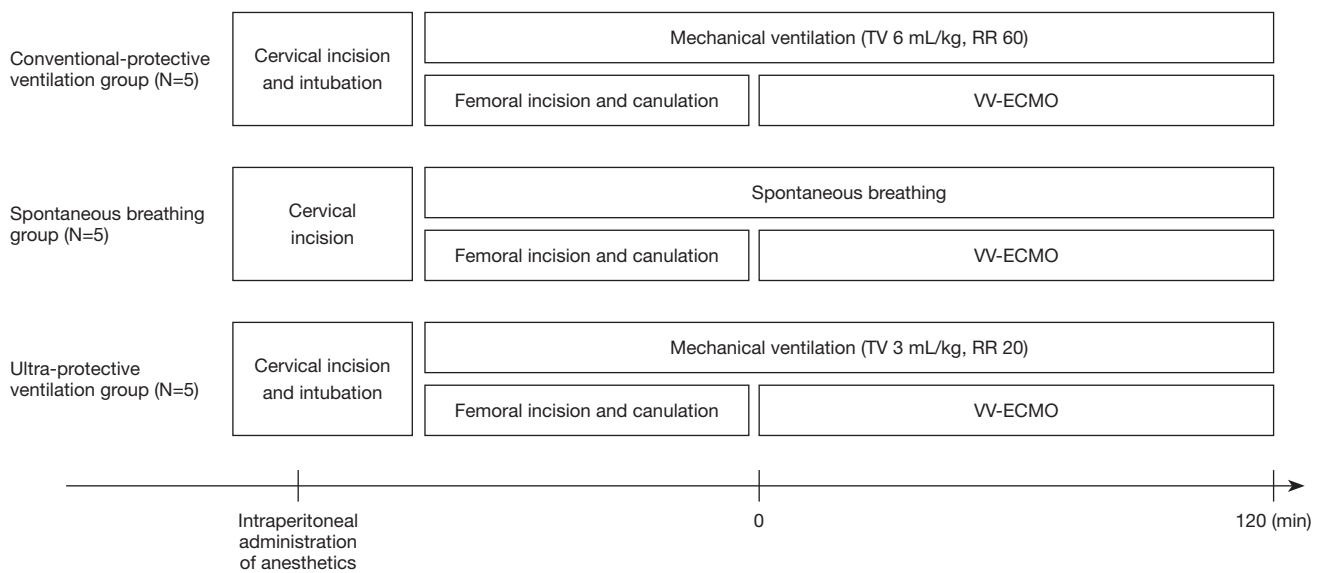 Conventional-protective
ventilation group (N=5)
Cervical incision
and intubation
Mechanical ventilation (TV 6 mL/kg, RR 60)
Femoral incision and canulation
VV-ECMO
Spontaneous breathing
group (N=5)
Cervical
incision
Spontaneous breathing
Femoral incision and canulation
VV-ECMO
Ultra-protective
ventilation group (N=5)
Cervical incision
and intubation
Mechanical ventilation (TV 3 mL/kg, RR 20)
Femoral incision and canulation
VV-ECMO
Intraperitoneal
administration
of anesthetics
0
120 (min)